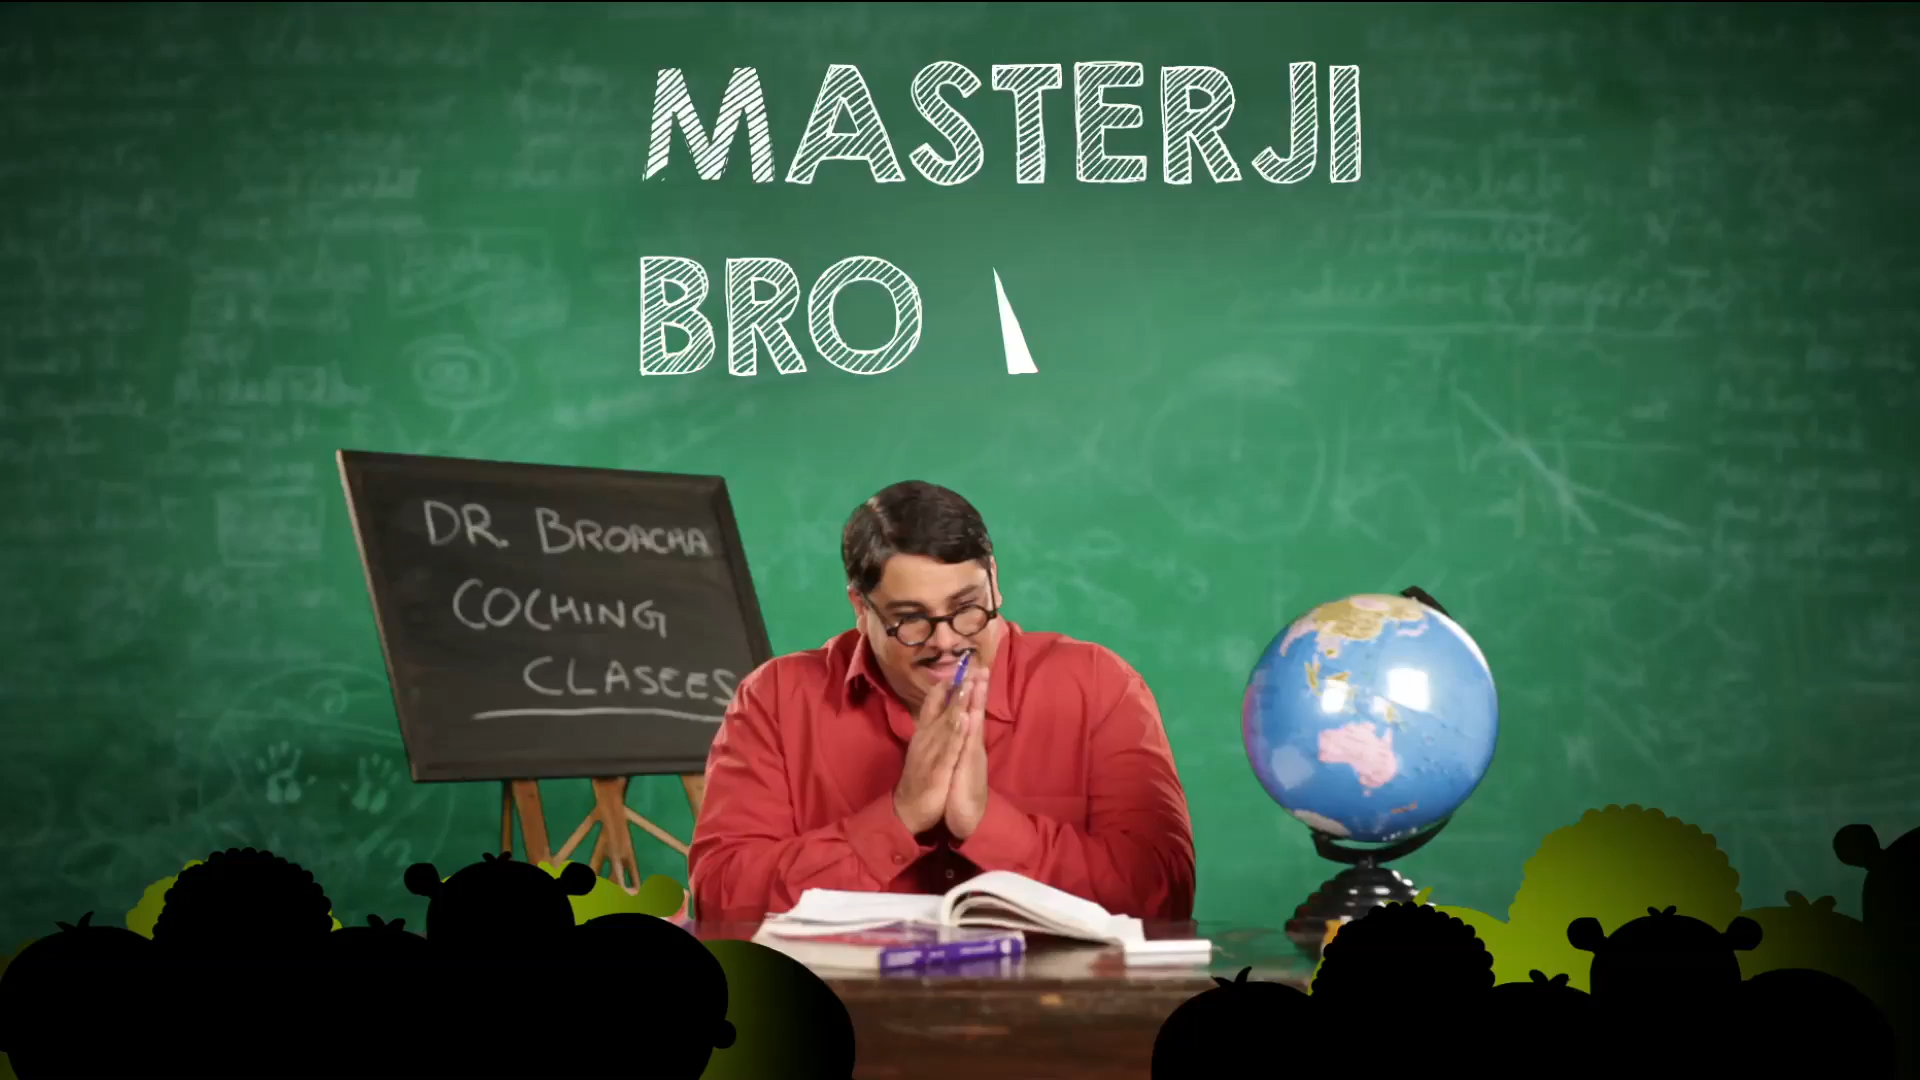 MASTERJI
BRO
DR. BROACHA
COCHING
CLASEES